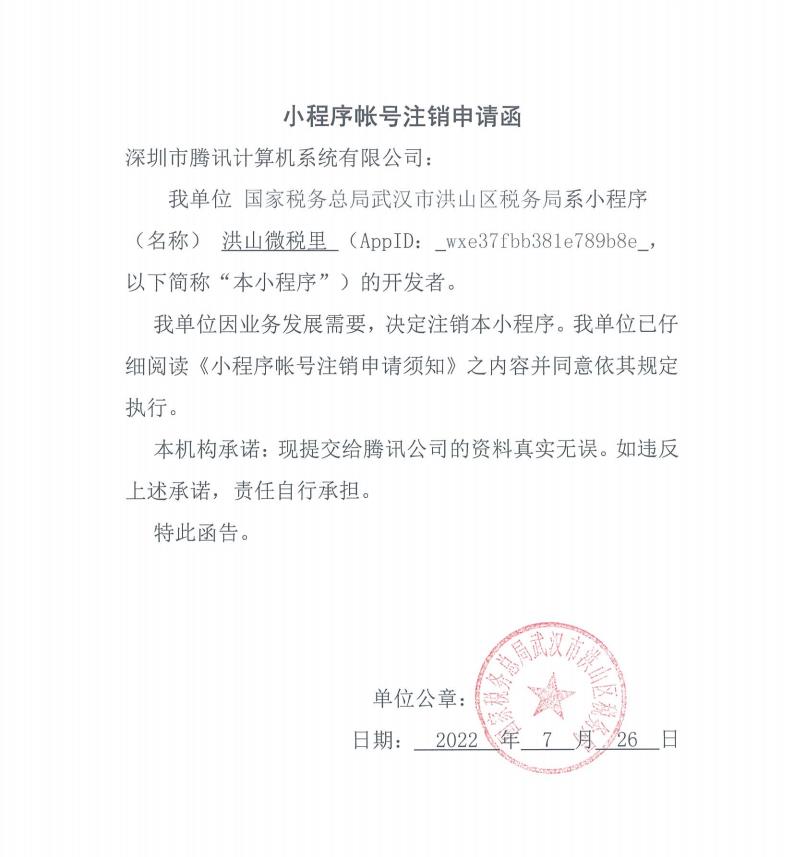 小程序帐号注销申请函
深圳市腾讯计算机系统有限公司：
我单位 国家税务总局武汉市洪山区税务局系小程序
（名称） 洪山微税里 （AppID: _wxe37fbb381e789b8e_，
以下简称“本小程序”）的开发者。
我单位因业务发展需要，决定注销本小程序。我单位已仔
细阅读《小程序帐号注销申请须知》之内容并同意依其规定
执行。
本机构承诺：现提交给腾讯公司的资料真实无误。如违反
上述承诺，责任自行承担。
特此函告。
国家税务总局武汉市洪山区税务局
单位公章：
日期： 2022 年 7 月 26 日